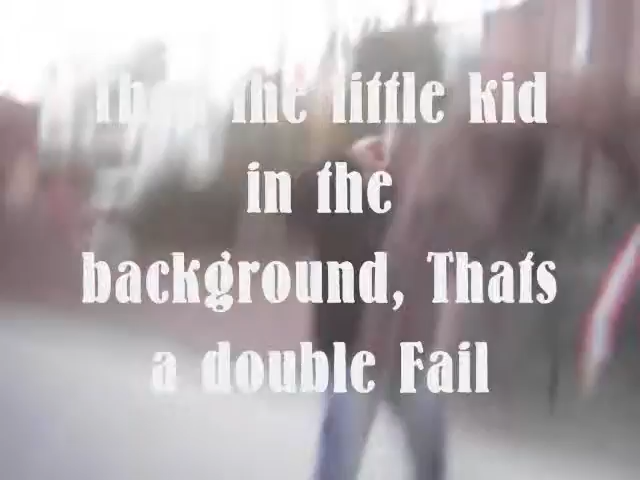 the little kid
in the
background, Thats
a double Fail